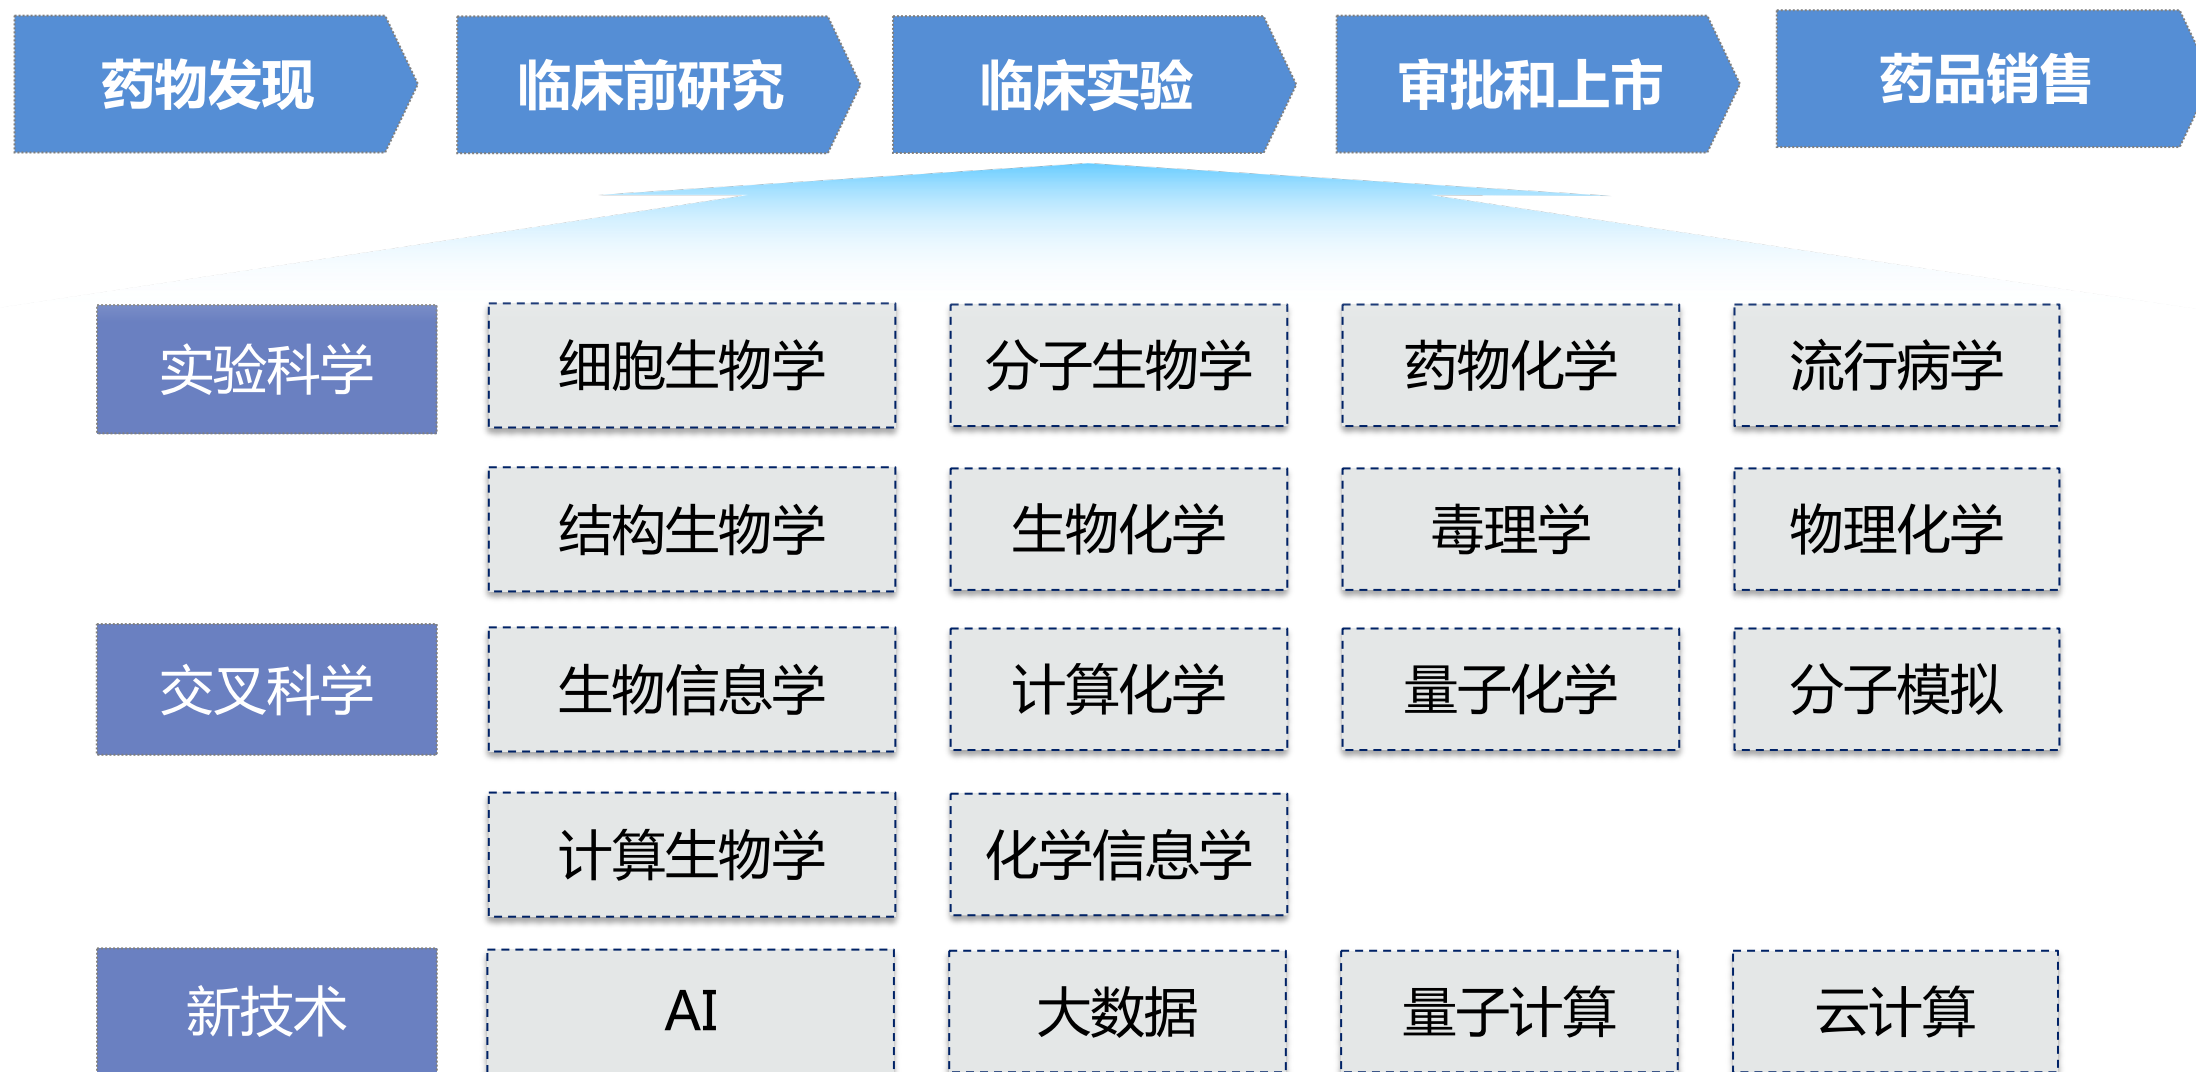 药物发现 临床前研究 临床实验 审批和上市 药品销售
实验科学 细胞生物学 分子生物学 药物化学 流行病学
结构生物学 生物化学 毒理学 物理化学
交叉科学 生物信息学 计算化学 量子化学 分子模拟
计算生物学 化学信息学
新技术 AI 大数据 量子计算 云计算